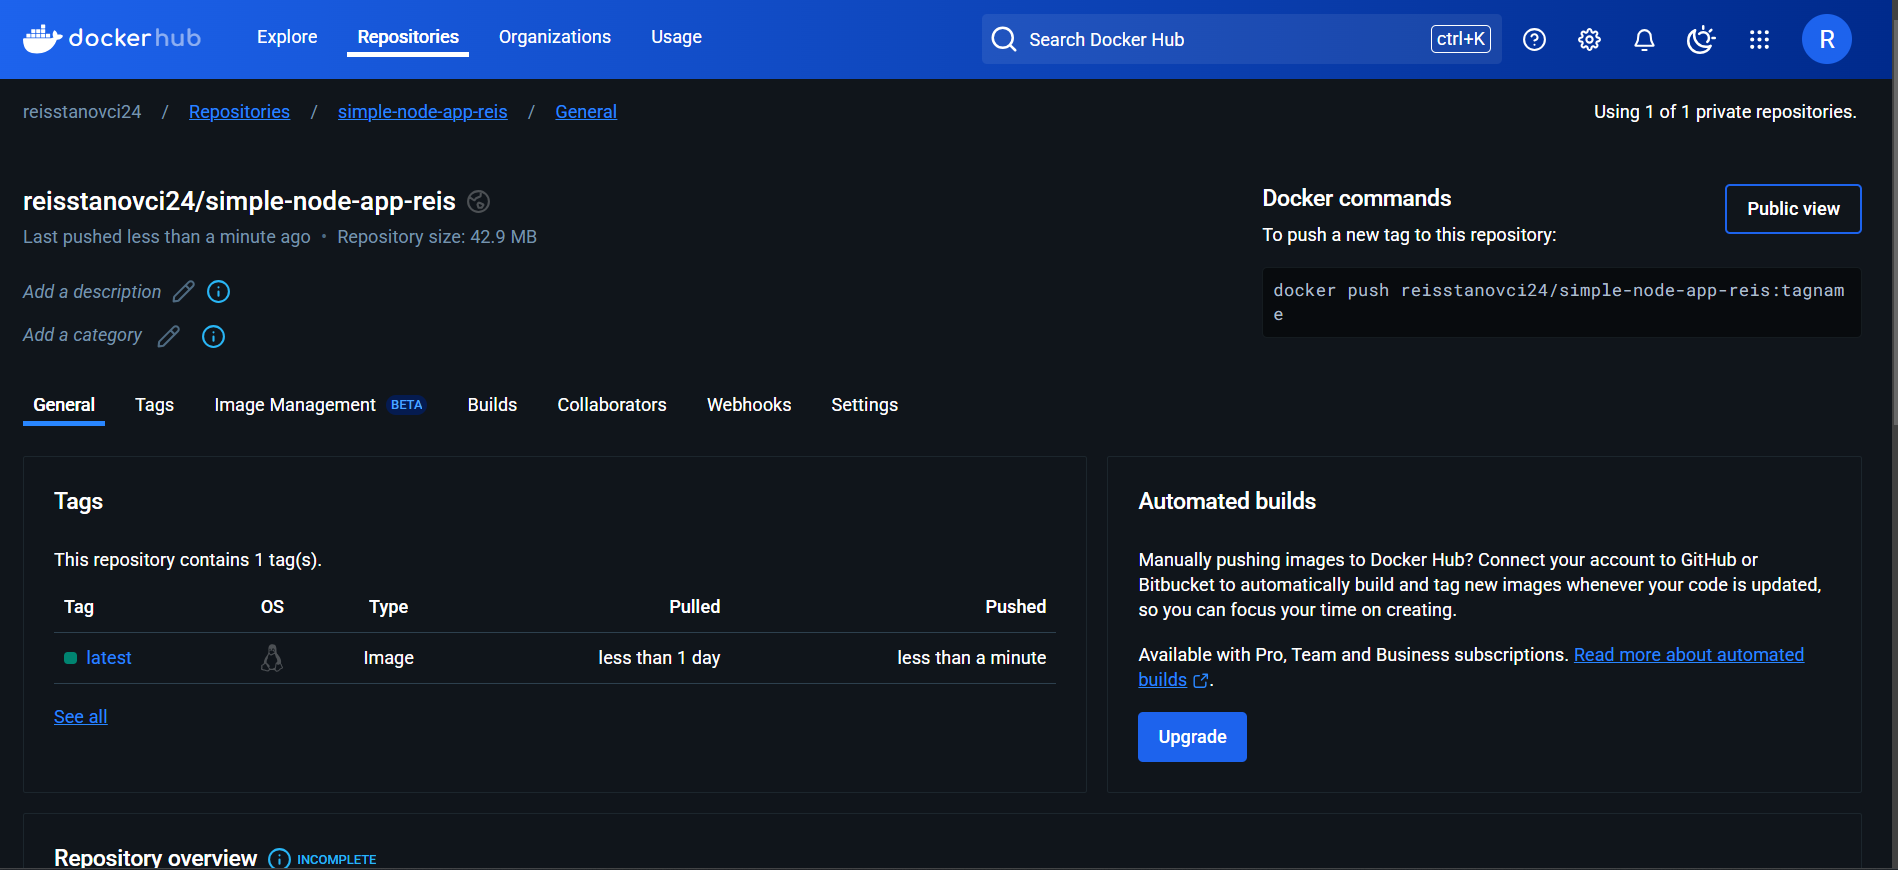 docker hub
Explore
Repositories
Organizations
Usage
Search Docker Hub
ctrl+K
R
reisstanovci24 / Repositories / simple-node-app-reis / General
Using 1 of 1 private repositories.
reisstanovci24/simple-node-app-reis
Last pushed less than a minute ago • Repository size: 42.9 MB
Add a description
Add a category
Docker commands
Public view
To push a new tag to this repository:
docker push reisstanovci24/simple-node-app-reis:tagnam
e
General
Tags
Image Management BETA
Builds
Collaborators
Webhooks
Settings
Tags
This repository contains 1 tag(s).
Tag OS Type Pulled Pushed
latest Image less than 1 day less than a minute
See all
Automated builds
Manually pushing images to Docker Hub? Connect your account to GitHub or
Bitbucket to automatically build and tag new images whenever your code is updated,
so you can focus your time on creating.
Available with Pro, Team and Business subscriptions. Read more about automated
builds.
Upgrade
Repository overview INCOMPLETE